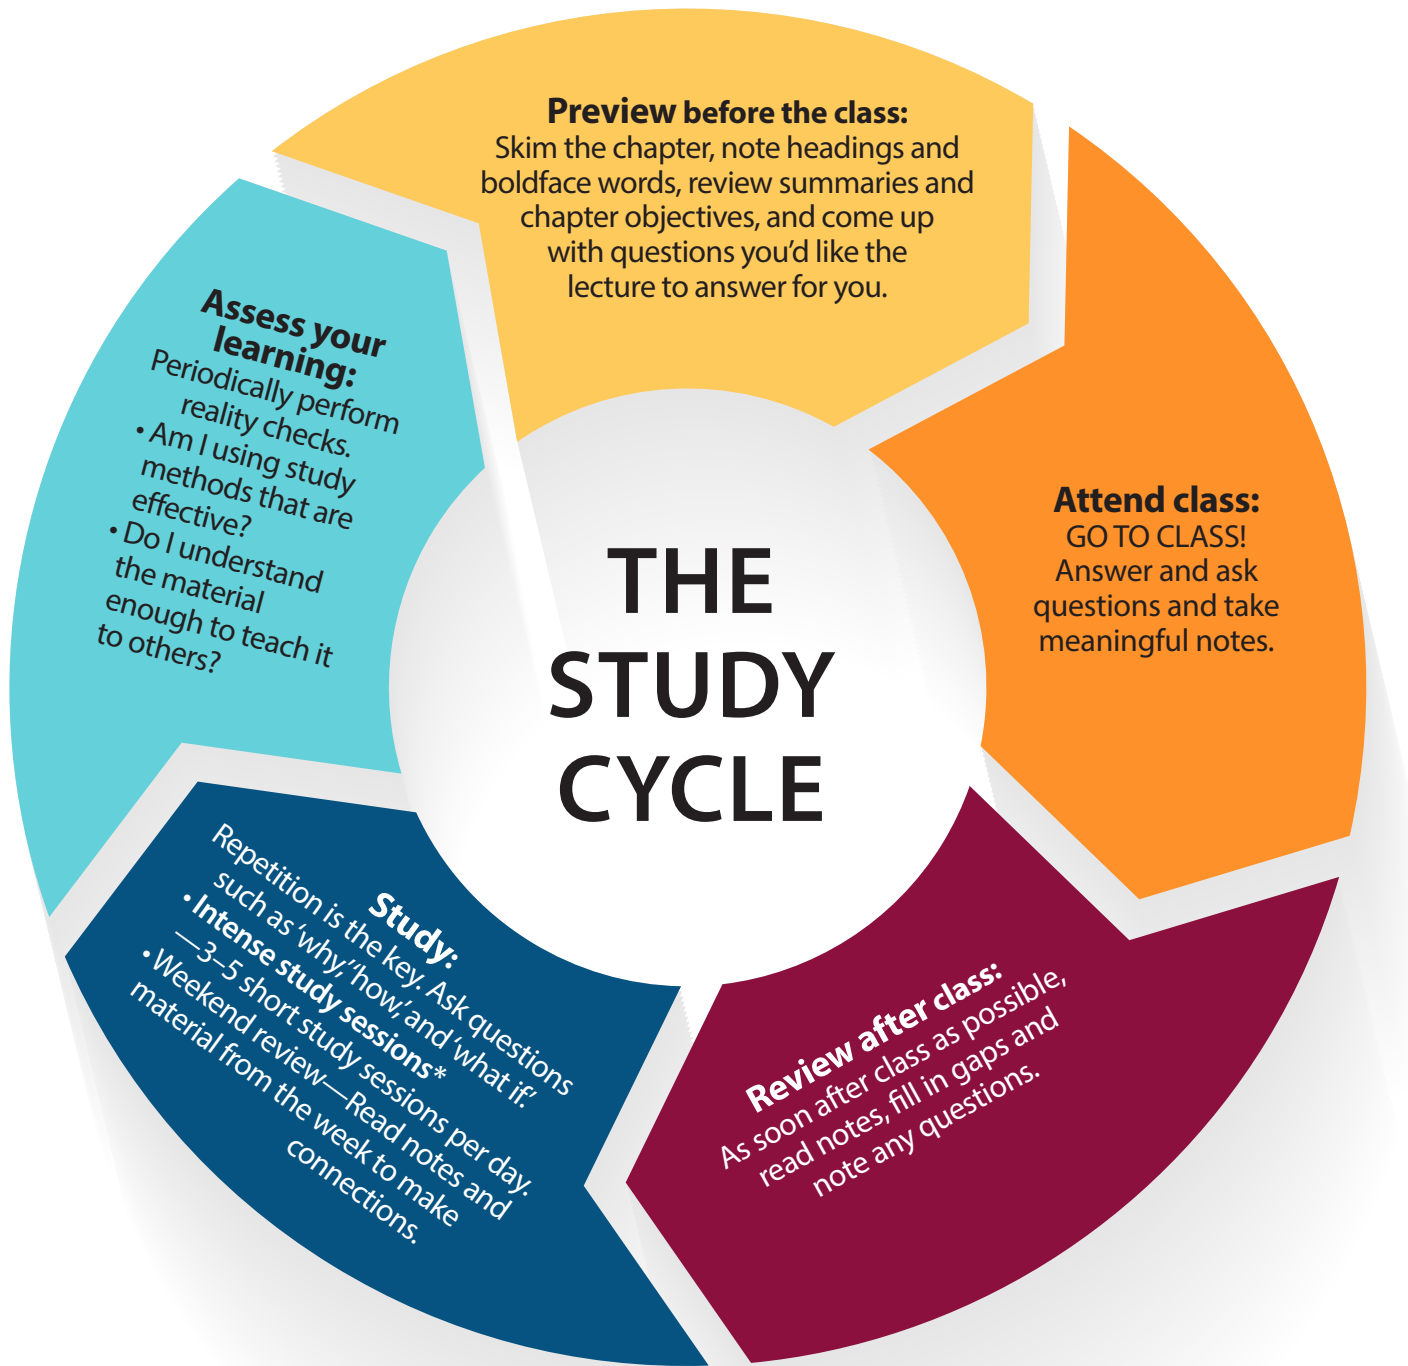 Preview before the class:
Skim the chapter, note headings and
boldface words, review summaries and
chapter objectives, and come up
with questions you’d like the
lecture to answer for you.
Attend class:
GO TO CLASS!
Answer and ask
questions and take
meaningful notes.
Review after class:
As soon after class as possible,
read notes, fill in gaps and
note any questions.
Study:
Repetition is the key. Ask questions
such as ‘why,’ ‘how,’ and ‘what if.’
• Intense study sessions*
—3–5 short study sessions per day.
• Weekend review—Read notes and
material from the week to make
connections.
Assess your
learning:
Periodically perform
reality checks.
• Am I using study
methods that are
effective?
• Do I understand
the material
enough to teach it
to others?
THE
STUDY
CYCLE